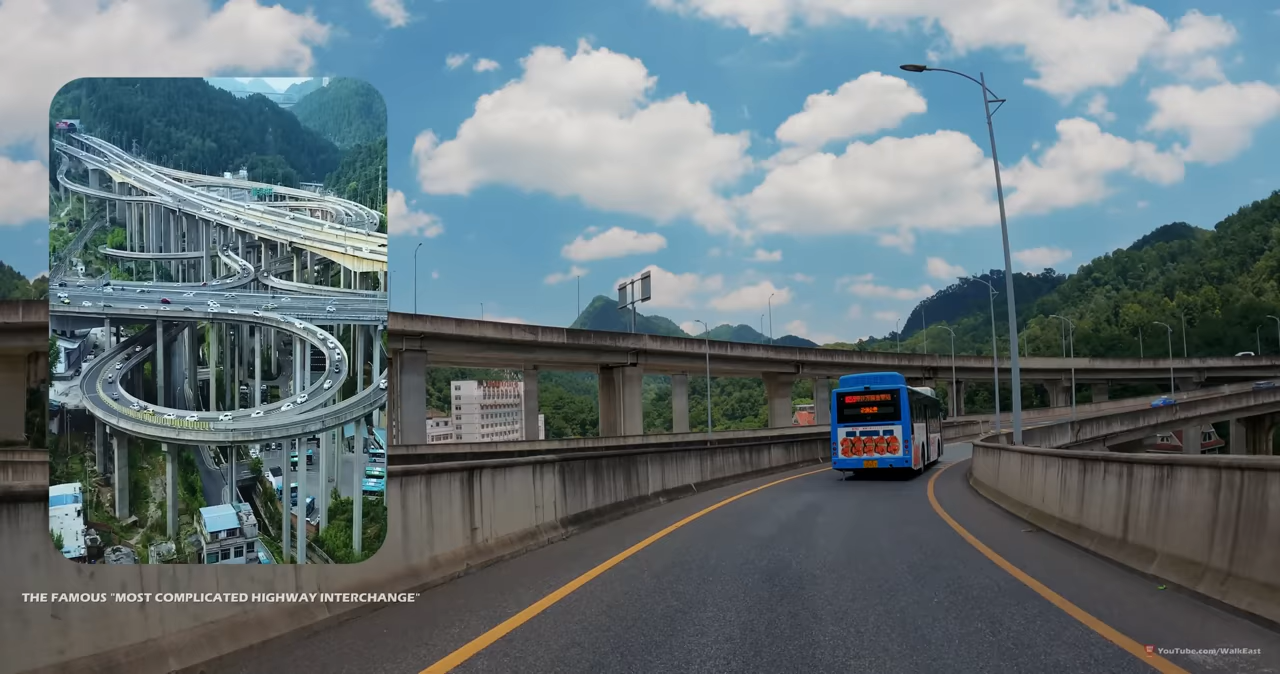 THE FAMOUS "MOST COMPLICATED HIGHWAY INTERCHANGE"
YouTube.com/WalkEast